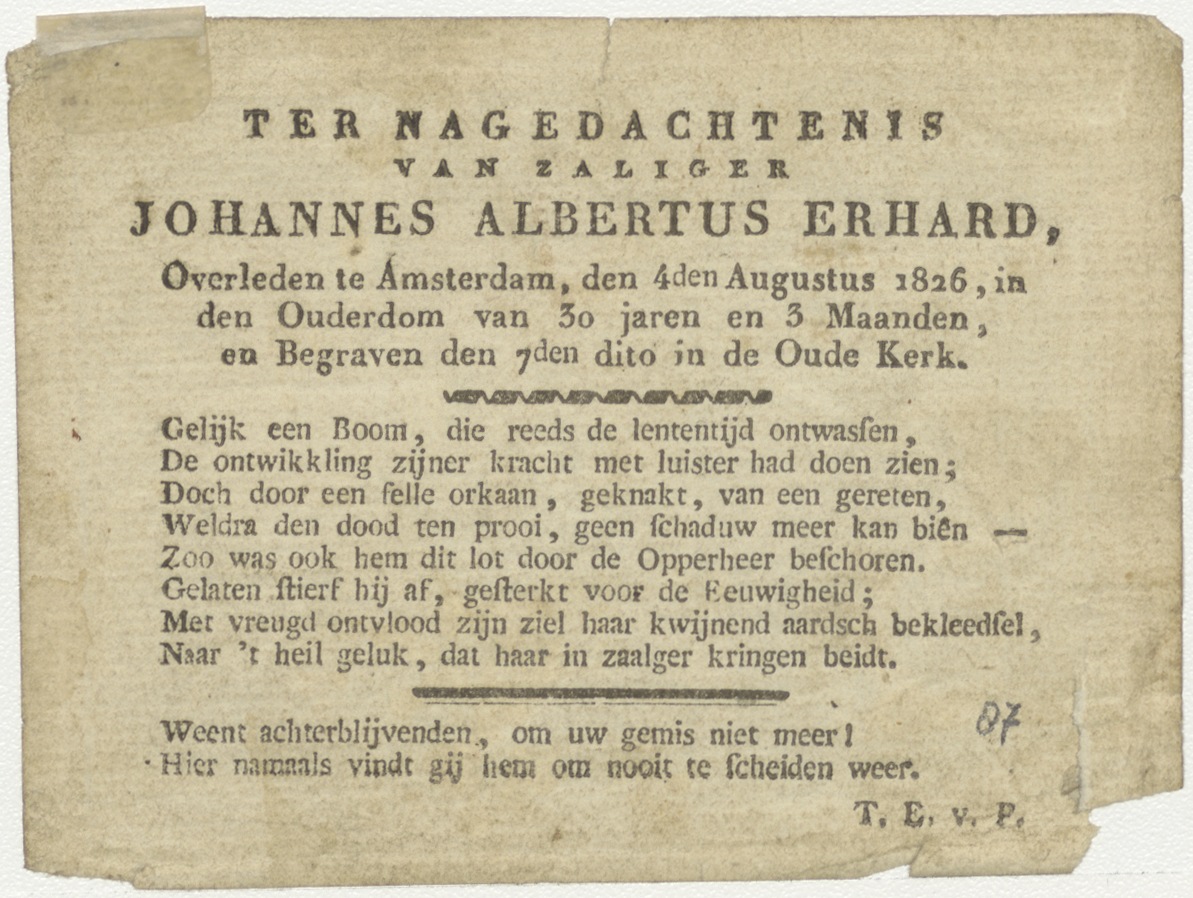 TER NAGEDACHTENIS
VAN ZALIGER
JOHANNES ALBERTUS ERHARD,
Overleden te Amsterdam, den 4den Augustus 1826, in
den Ouderdom van 30 jaren en 3 Maanden,
en Begraven den 7den dito in de Oude Kerk.
Gelijk een Boom, die reeds de lententijd ontwasſen,
De ontwikkling zijner kracht met luister had doen zien;
Doch door een felle orkaan, geknakt, van een gereten,
Weldra den dood ten prooi, geen ſchaduw meer kan biên —
Zoo was ook hem dit lot door de Opperheer beſchoren.
Gelaten ſtierf hij af, geſterkt voor de Eeuwigheid;
Met vreugd ontvlood zijn ziel haar kwijnend aardsch bekleedſel,
Naar 't heil geluk, dat haar in zaalger kringen beidt.
Weent achterblijvenden, om uw gemis niet meer!
Hier namaals vindt gij hem om nooit te ſcheiden weer.
T. E. v. P.